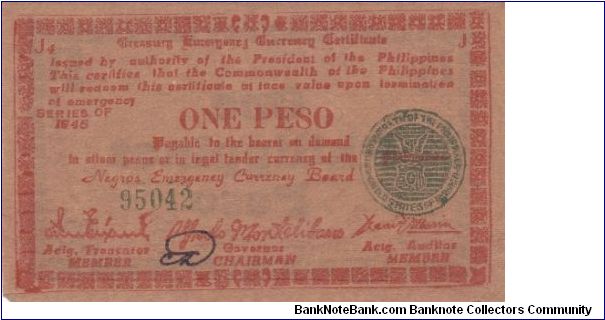 J4 Treasury Emergency Currency Certificate J
Issued by authority of the President of the Philippines
This certifies that the Commonwealth of the Philippines
will redeem this certificate at face value upon termination
of emergency
SERIES OF
1945
ONE PESO
Payable to the bearer on demand
in silver pesos or in legal tender currency of the
Negros Emergency Currency Board
95042
Alfredo Montelibano
Actg. Treasurer Governor Actg. Auditor
MEMBER CHAIRMAN MEMBER
BankNoteBank.com Banknote Collectors Community